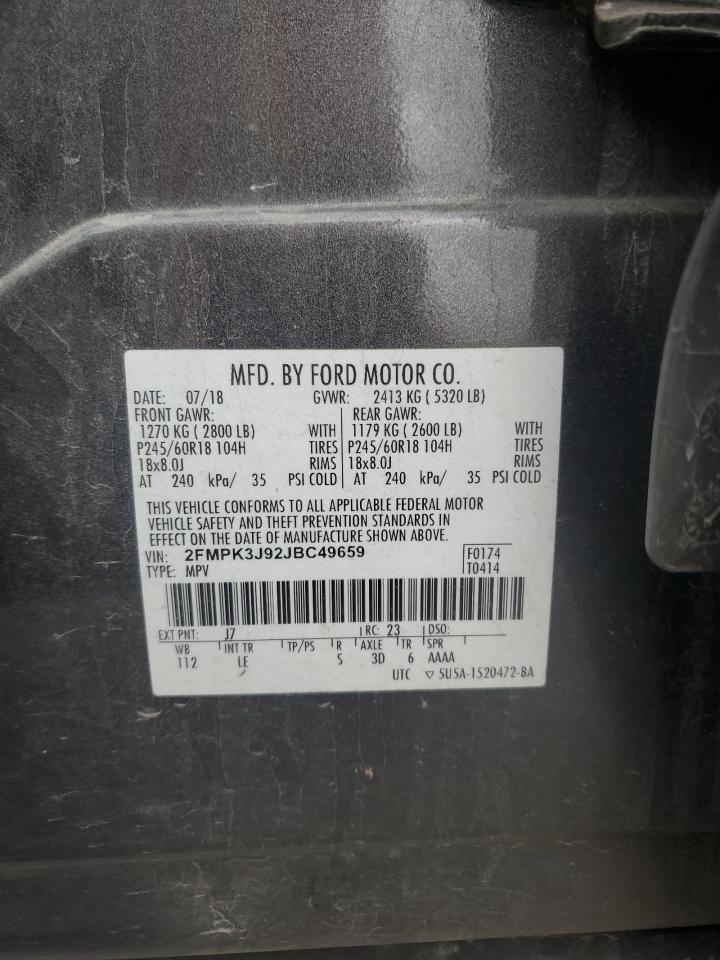 MFD. BY FORD MOTOR CO.
DATE: 07/18 GVWR: 2413 KG ( 5320 LB)
FRONT GAWR: REAR GAWR:
1270 KG ( 2800 LB) WITH 1179 KG ( 2600 LB) WITH
P245/60R18 104H TIRES P245/60R18 104H TIRES
18x8.0J RIMS 18x8.0J RIMS
AT 240 kPa/ 35 PSI COLD AT 240 kPa/ 35 PSI COLD
THIS VEHICLE CONFORMS TO ALL APPLICABLE FEDERAL MOTOR
VEHICLE SAFETY AND THEFT PREVENTION STANDARDS IN
EFFECT ON THE DATE OF MANUFACTURE SHOWN ABOVE.
VIN: 2FMPK3J92JBC49659 F0174
TYPE: MPV T0414
EXT PNT: J7 RC: 23 DSO:
WB INT TR TP/PS R AXLE TR SPR
112 LE S 3D 6 AAAA
UTC ▽ 5U5A-1520472-BA